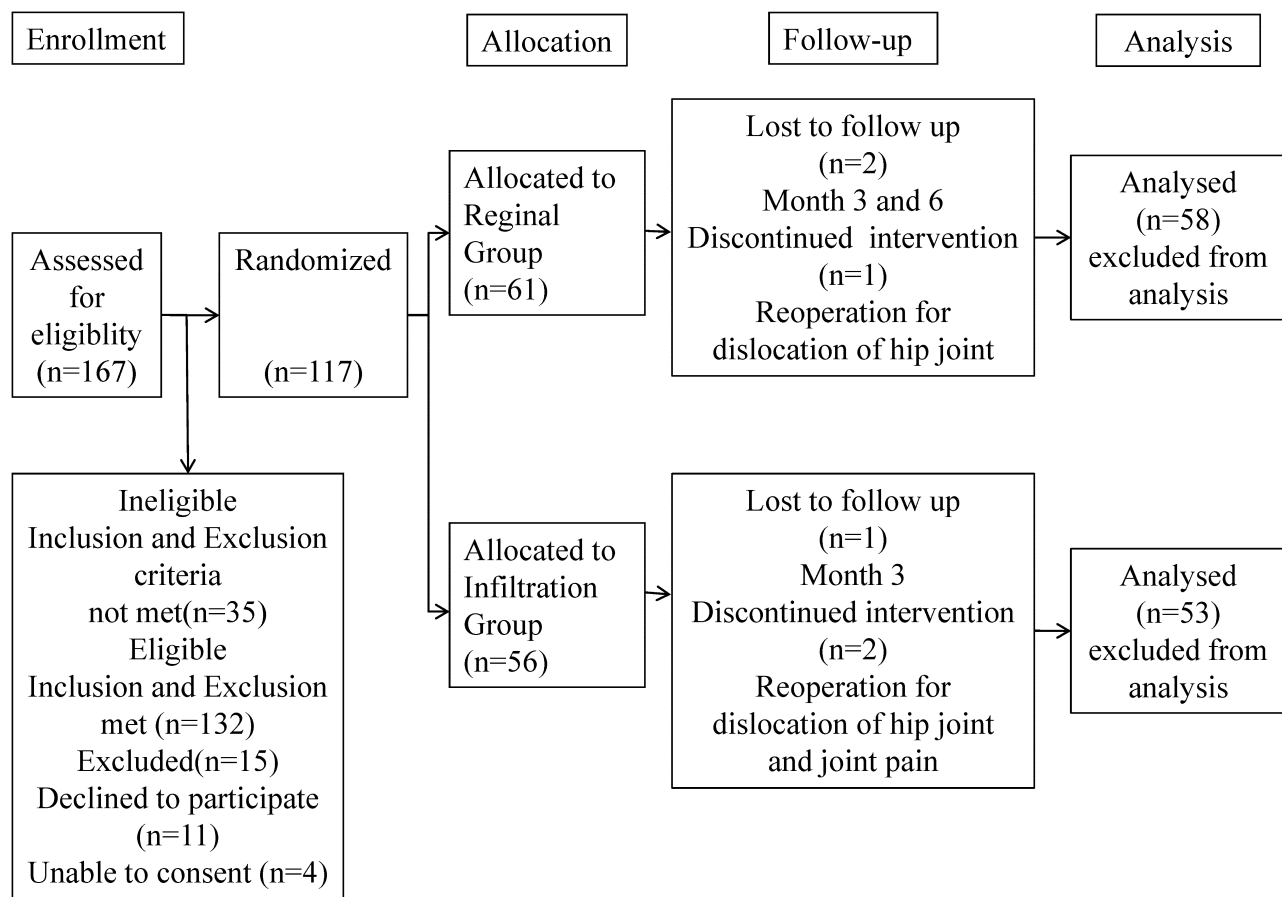 Enrollment
Allocation
Follow-up
Analysis
Assessed
for
eligiblity
(n=167)
Randomized
(n=117)
Ineligible
Inclusion and Exclusion
criteria
not met(n=35)
Eligible
Inclusion and Exclusion
met (n=132)
Excluded(n=15)
Declined to participate
(n=11)
Unable to consent (n=4)
Allocated to
Reginal
Group
(n=61)
Lost to follow up
(n=2)
Month 3 and 6
Discontinued intervention
(n=1)
Reoperation for
dislocation of hip joint
Analysed
(n=58)
excluded from
analysis
Allocated to
Infiltration
Group
(n=56)
Lost to follow up
(n=1)
Month 3
Discontinued intervention
(n=2)
Reoperation for
dislocation of hip joint
and joint pain
Analysed
(n=53)
excluded from
analysis